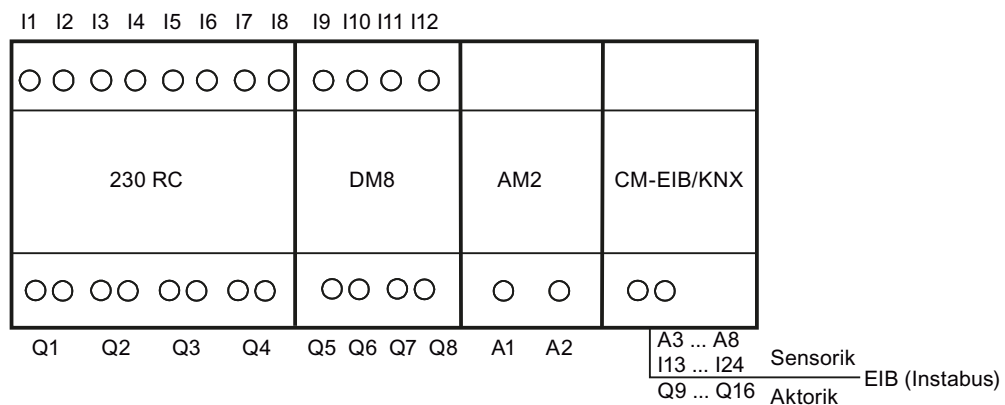 I1 I2 I3 I4 I5 I6 I7 I8 I9 I10 I11 I12
230 RC DM8 AM2 CM-EIB/KNX
Q1 Q2 Q3 Q4 Q5 Q6 Q7 Q8 A1 A2
A3 ... A8
I13 ... I24 Sensorik
EIB (Instabus)
Q9 ... Q16 Aktorik